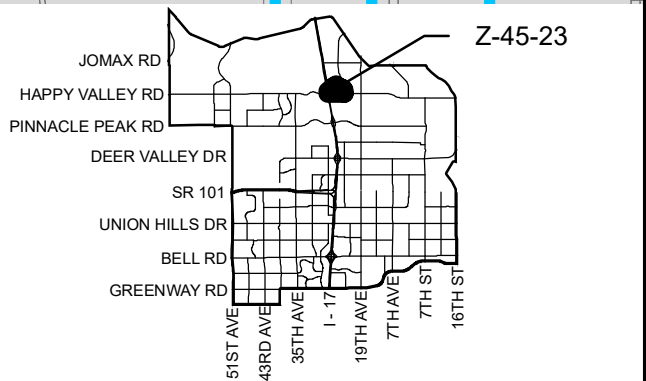 Z-45-23
JOMAX RD
HAPPY VALLEY RD
PINNACLE PEAK RD
DEER VALLEY DR
SR 101
UNION HILLS DR
BELL RD
GREENWAY RD
51ST AVE
43RD AVE
35TH AVE
I - 17
19TH AVE
7TH AVE
7TH ST
16TH ST